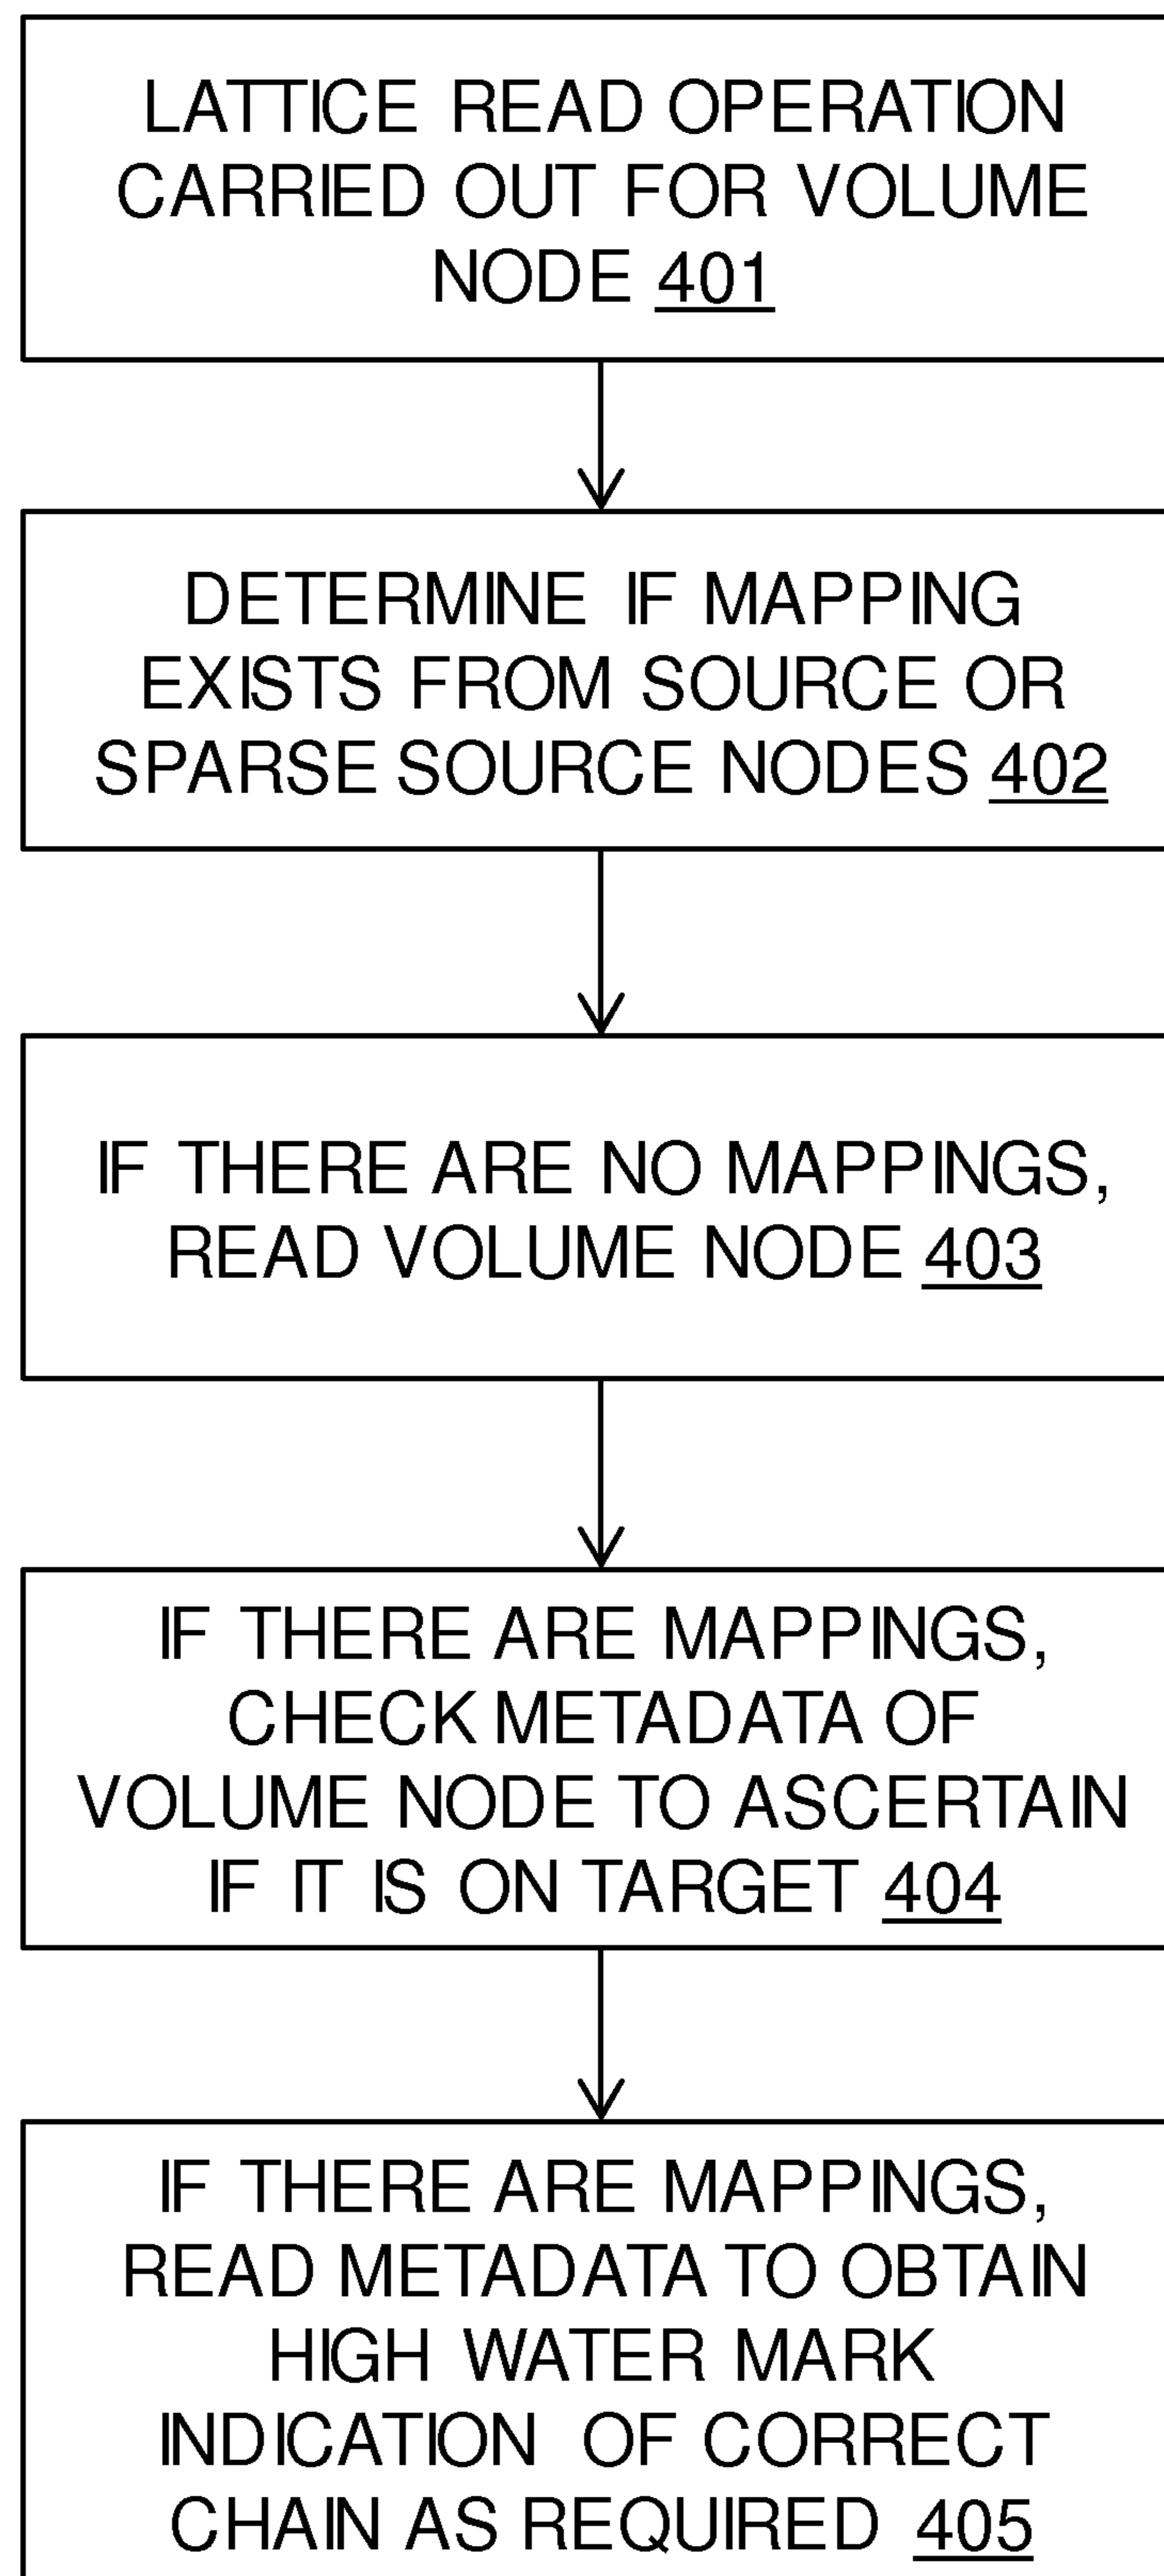 LATTICE READ OPERATION
CARRIED OUT FOR VOLUME
NODE 401
DETERMINE IF MAPPING
EXISTS FROM SOURCE OR
SPARSE SOURCE NODES 402
IF THERE ARE NO MAPPINGS,
READ VOLUME NODE 403
IF THERE ARE MAPPINGS,
CHECK METADATA OF
VOLUME NODE TO ASCERTAIN
IF IT IS ON TARGET 404
IF THERE ARE MAPPINGS,
READ METADATA TO OBTAIN
HIGH WATER MARK
INDICATION OF CORRECT
CHAIN AS REQUIRED 405